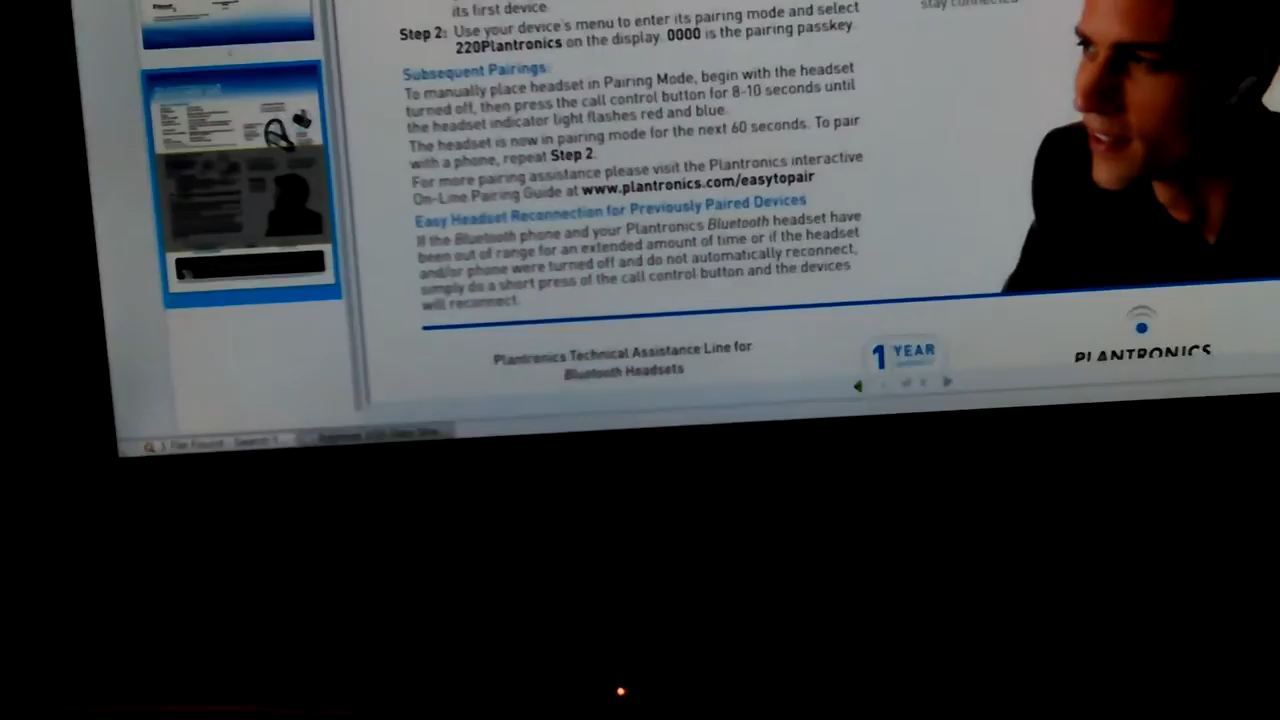 its first device.
stay connected
Step 2: Use your device's menu to enter its pairing mode and select
220Plantronics on the display. 0000 is the pairing passkey.
Subsequent Pairings:
To manually place headset in Pairing Mode, begin with the headset
turned off, then press the call control button for 8-10 seconds until
the headset indicator light flashes red and blue.
The headset is now in pairing mode for the next 60 seconds. To pair
with a phone, repeat Step 2.
For more pairing assistance please visit the Plantronics interactive
On-Line Pairing Guide at www.plantronics.com/easytopair
Easy Headset Reconnection for Previously Paired Devices
If the Bluetooth phone and your Plantronics Bluetooth headset have
been out of range for an extended amount of time or if the headset
and/or phone were turned off and do not automatically reconnect,
simply do a short press of the call control button and the devices
will reconnect.
Plantronics Technical Assistance Line for
Bluetooth Headsets
1 YEAR
PLANTRONICS